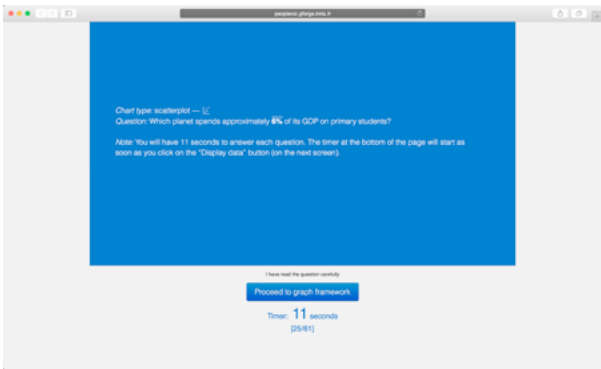 peoplevis.gforge.inria.fr
Chart type: scatterplot —
Question: Which planet spends approximately 6% of its GDP on primary students?
Note: You will have 11 seconds to answer each question. The timer at the bottom of the page will start as
soon as you click on the "Display data" button (on the next screen).
I have read the question carefully
Proceed to graph framework
Timer: 11 seconds
[25/61]